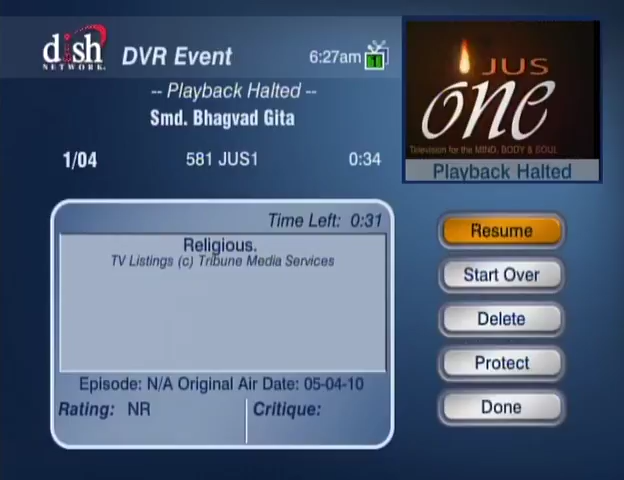 dish
NETWORK.
DVR Event
6:27am
1
-- Playback Halted --
Smd. Bhagvad Gita
1/04 581 JUS1 0:34
JUS
one
Television for the MIND, BODY & SOUL
Playback Halted
Time Left: 0:31
Religious.
TV Listings (c) Tribune Media Services
Episode: N/A Original Air Date: 05-04-10
Rating: NR
Critique:
Resume
Start Over
Delete
Protect
Done